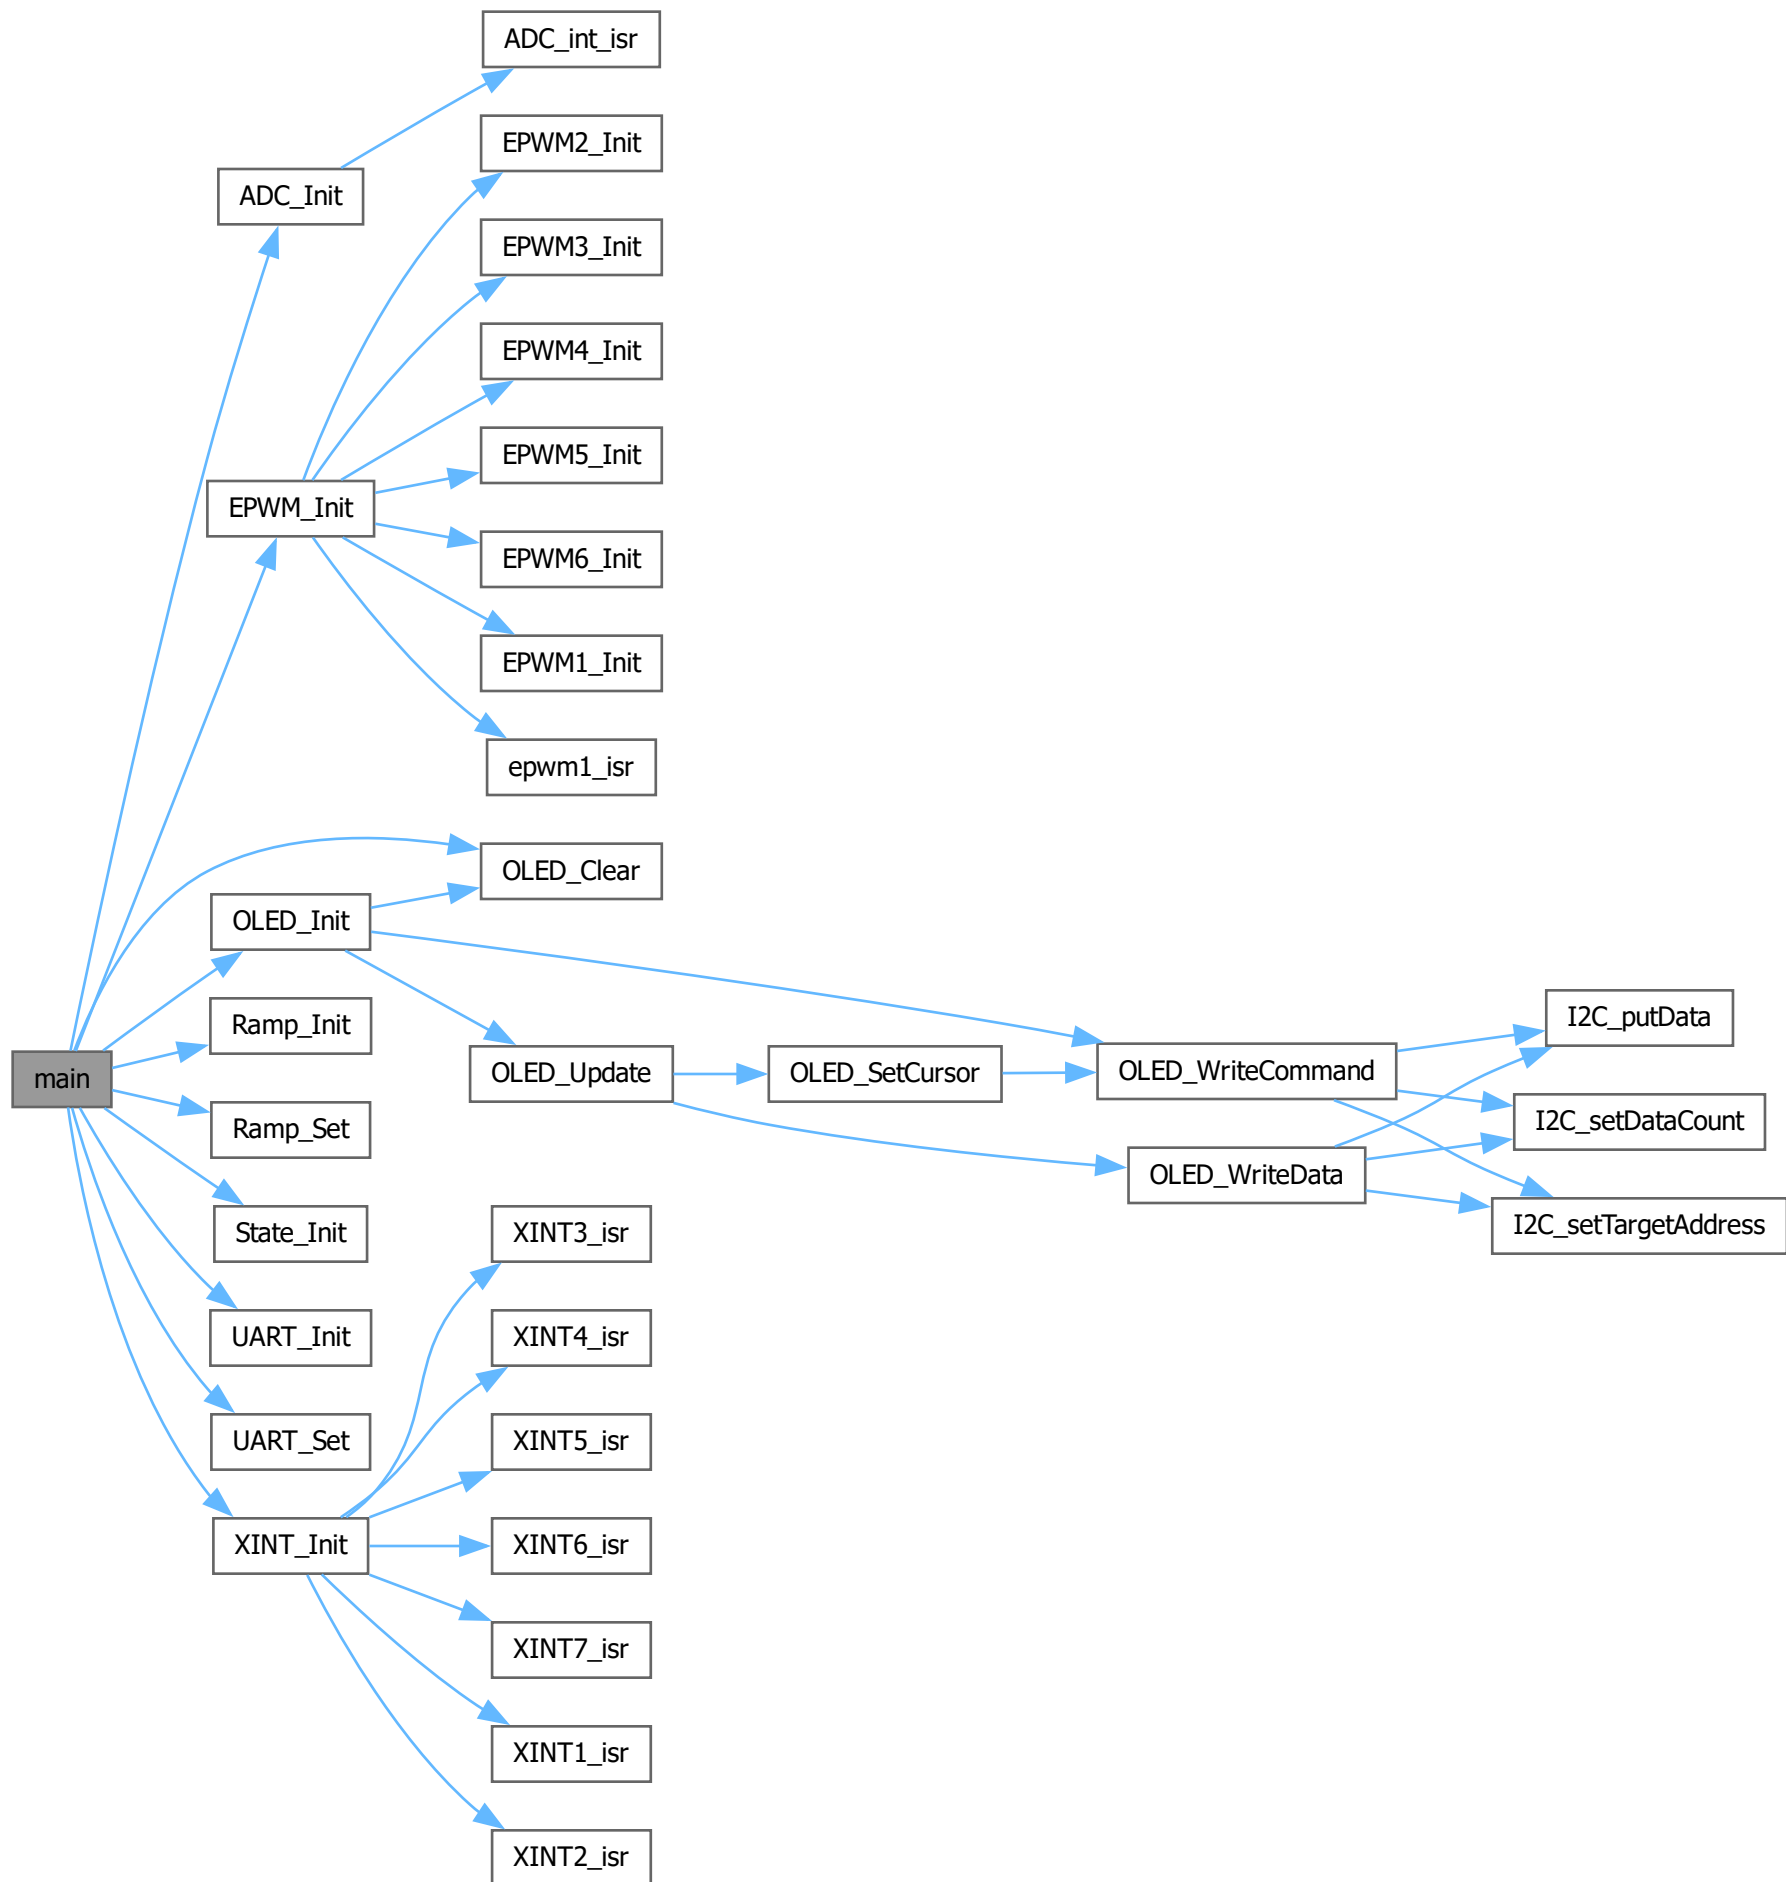 ADC_int_isr
EPWM2_Init
ADC_Init
EPWM3_Init
EPWM4_Init
EPWM5_Init
EPWM_Init
EPWM6_Init
EPWM1_Init
epwm1_isr
OLED_Clear
OLED_Init
Ramp_Init
I2C_putData
main
OLED_Update
OLED_SetCursor
OLED_WriteCommand
Ramp_Set
I2C_setDataCount
OLED_WriteData
State_Init
XINT3_isr
I2C_setTargetAddress
UART_Init
XINT4_isr
UART_Set
XINT5_isr
XINT_Init
XINT6_isr
XINT7_isr
XINT1_isr
XINT2_isr